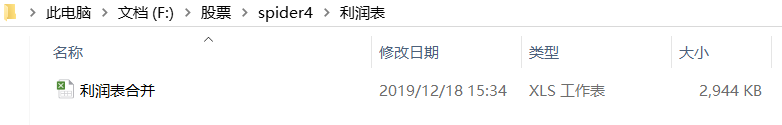 此电脑 > 文档 (F:) > 股票 > spider4 > 利润表
名称 修改日期 类型 大小
利润表合并 2019/12/18 15:34 XLS 工作表 2,944 KB